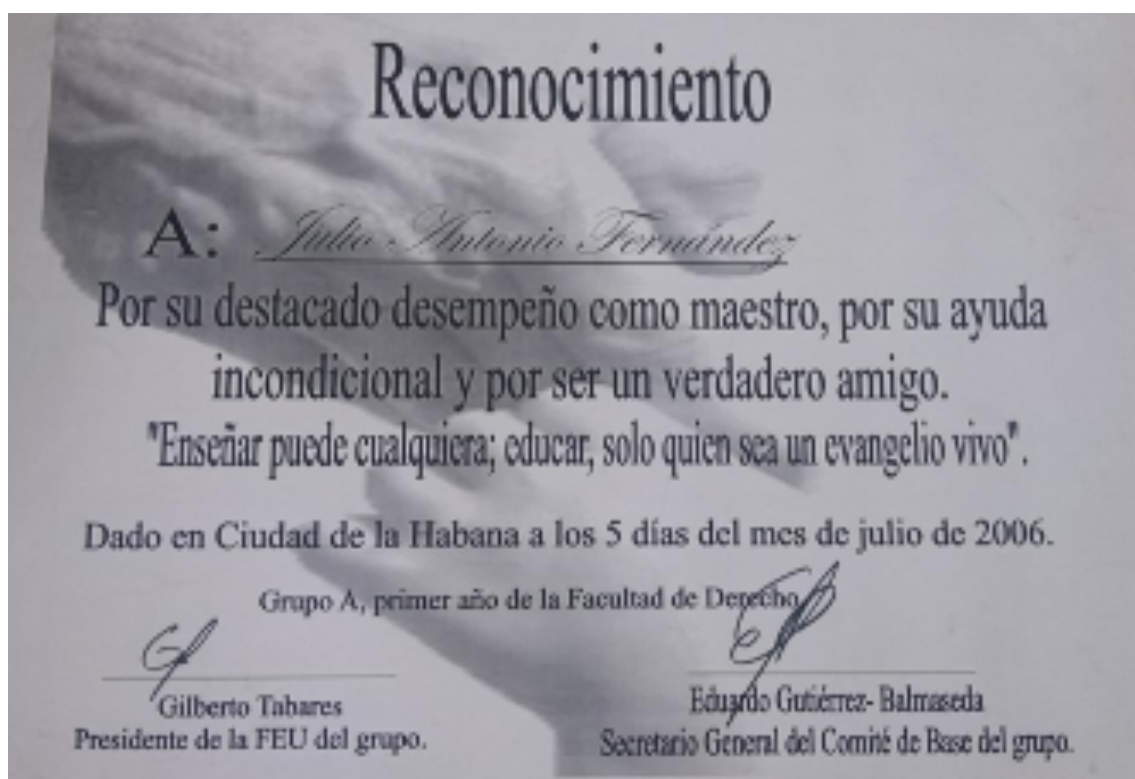 Reconocimiento
A: Julio Antonio Fernández
Por su destacado desempeño como maestro, por su ayuda
incondicional y por ser un verdadero amigo.
"Enseñar puede cualquiera; educar, solo quien sea un evangelio vivo".
Dado en Ciudad de la Habana a los 5 días del mes de julio de 2006.
Grupo A, primer año de la Facultad de Derecho
Gilberto Tabares
Presidente de la FEU del grupo.
Eduardo Gutiérrez- Balmaseda
Secretario General del Comité de Base del grupo.